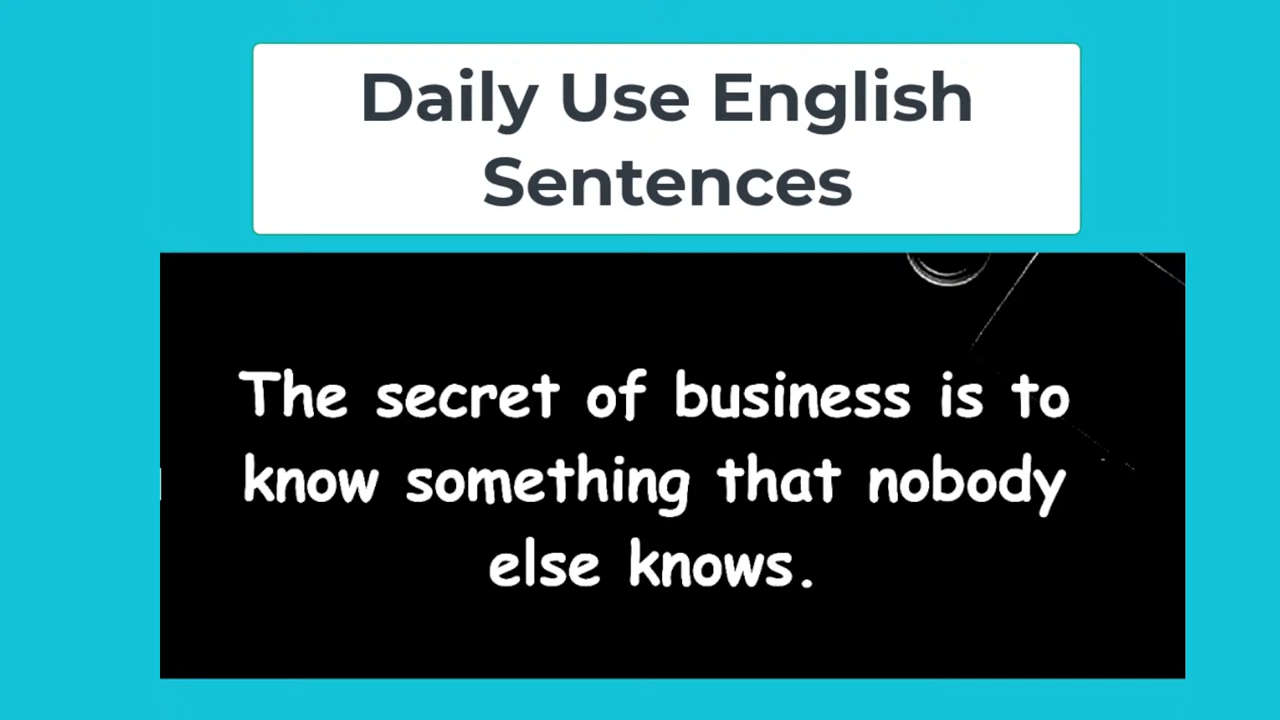 Daily Use English
Sentences
The secret of business is to
know something that nobody
else knows.